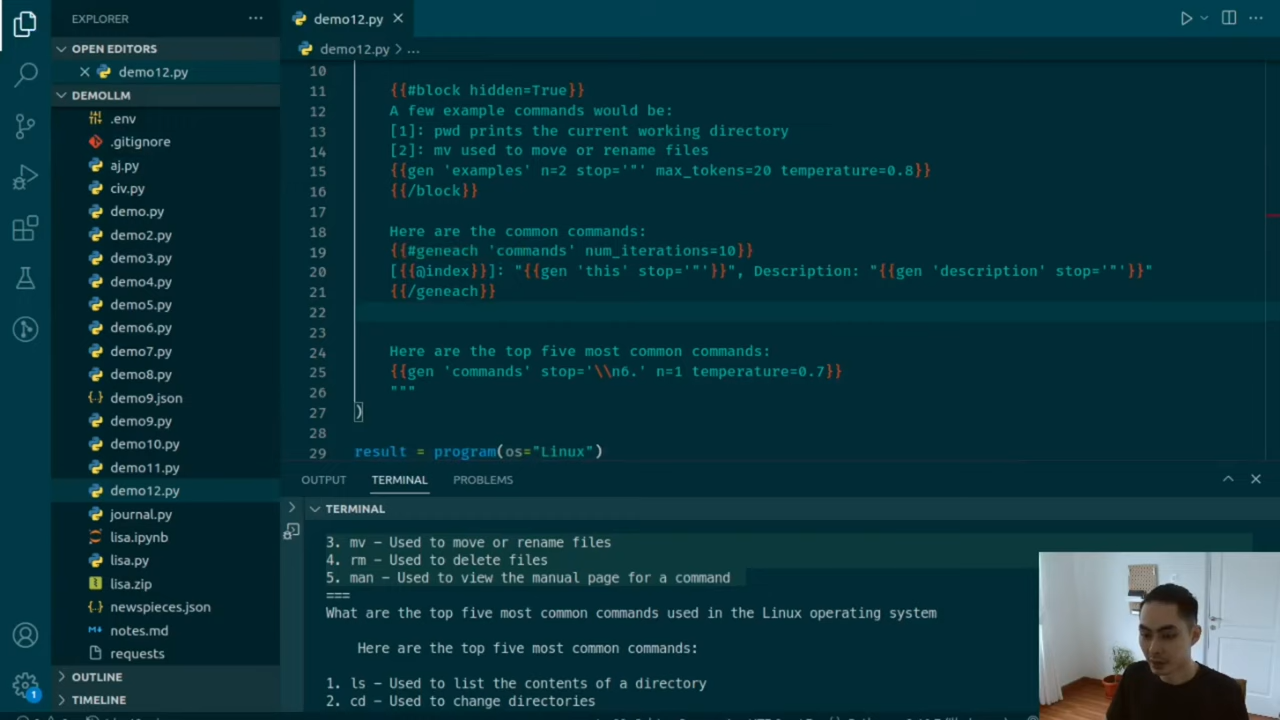 EXPLORER
OPEN EDITORS
demo12.py
DEMOLLM
.env
.gitignore
aj.py
civ.py
demo.py
demo2.py
demo3.py
demo4.py
demo5.py
demo6.py
demo7.py
demo8.py
demo9.json
demo9.py
demo10.py
demo11.py
demo12.py
journal.py
lisa.ipynb
lisa.py
lisa.zip
newspieces.json
notes.md
requests
OUTLINE
TIMELINE
1
demo12.py
demo12.py > ...
10
11 {{#block hidden=True}}
12 A few example commands would be:
13 [1]: pwd prints the current working directory
14 [2]: mv used to move or rename files
15 {{gen 'examples' n=2 stop='"' max_tokens=20 temperature=0.8}}
16 {{/block}}
17
18 Here are the common commands:
19 {{#geneach 'commands' num_iterations=10}}
20 [{{@index}}]: "{{gen 'this' stop='"'}}", Description: "{{gen 'description' stop='"'}}"
21 {{/geneach}}
22
23
24 Here are the top five most common commands:
25 {{gen 'commands' stop='\\n6.' n=1 temperature=0.7}}
26 """
27 )
28
29 result = program(os="Linux")
OUTPUT TERMINAL PROBLEMS
TERMINAL
3. mv – Used to move or rename files
4. rm – Used to delete files
5. man – Used to view the manual page for a command
===
What are the top five most common commands used in the Linux operating system
Here are the top five most common commands:
1. ls – Used to list the contents of a directory
2. cd – Used to change directories